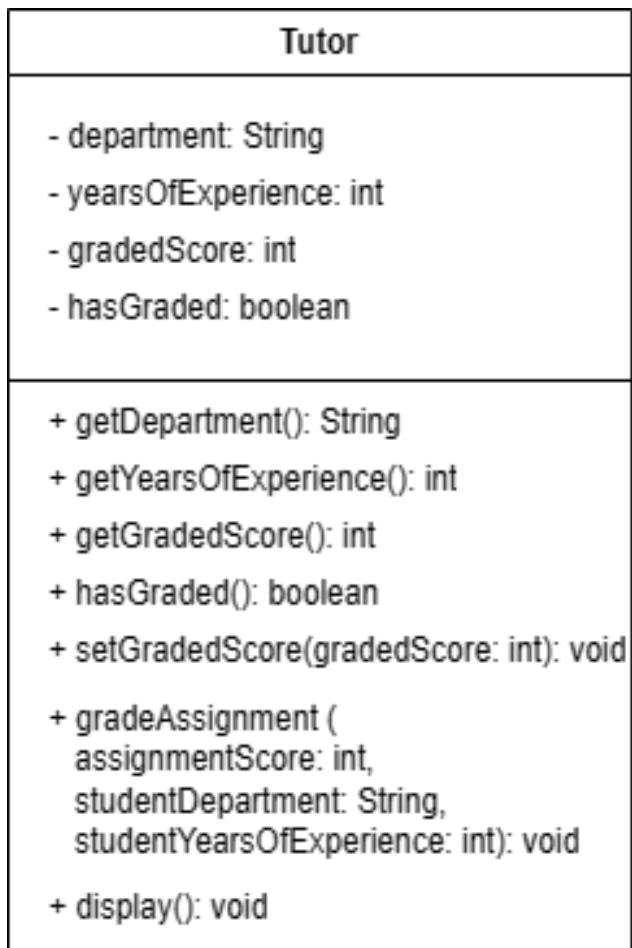 Tutor
- department: String
- yearsOfExperience: int
- gradedScore: int
- hasGraded: boolean
+ getDepartment(): String
+ getYearsOfExperience(): int
+ getGradedScore(): int
+ hasGraded(): boolean
+ setGradedScore(gradedScore: int): void
+ gradeAssignment (
assignmentScore: int,
studentDepartment: String,
studentYearsOfExperience: int): void
+ display(): void